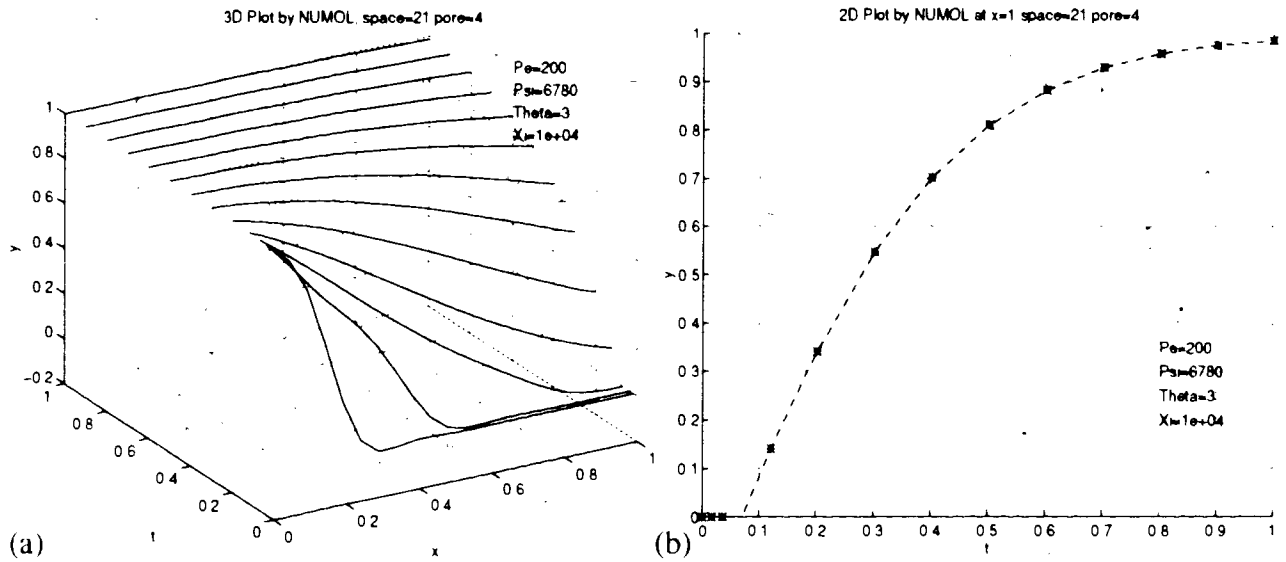 3D Plot by NUMOL, space=21 pore=4
Pe=200
Psi=6780
Theta=3
Xi=1e+04
1
0.8
0.6
0.4
0.2
0
-0.2
y
1
0.8
0.6
0.4
0.2
0
t
0
0.2
0.4
0.6
0.8
1
x
(a)
2D Plot by NUMOL at x=1 space=21 pore=4
1
0.9
0.8
0.7
0.6
0.5
0.4
0.3
0.2
0.1
0
y
Pe=200
Psi=6780
Theta=3
Xi=1e+04
0 0.1 0.2 0.3 0.4 0.5 0.6 0.7 0.8 0.9 1
t
(b)